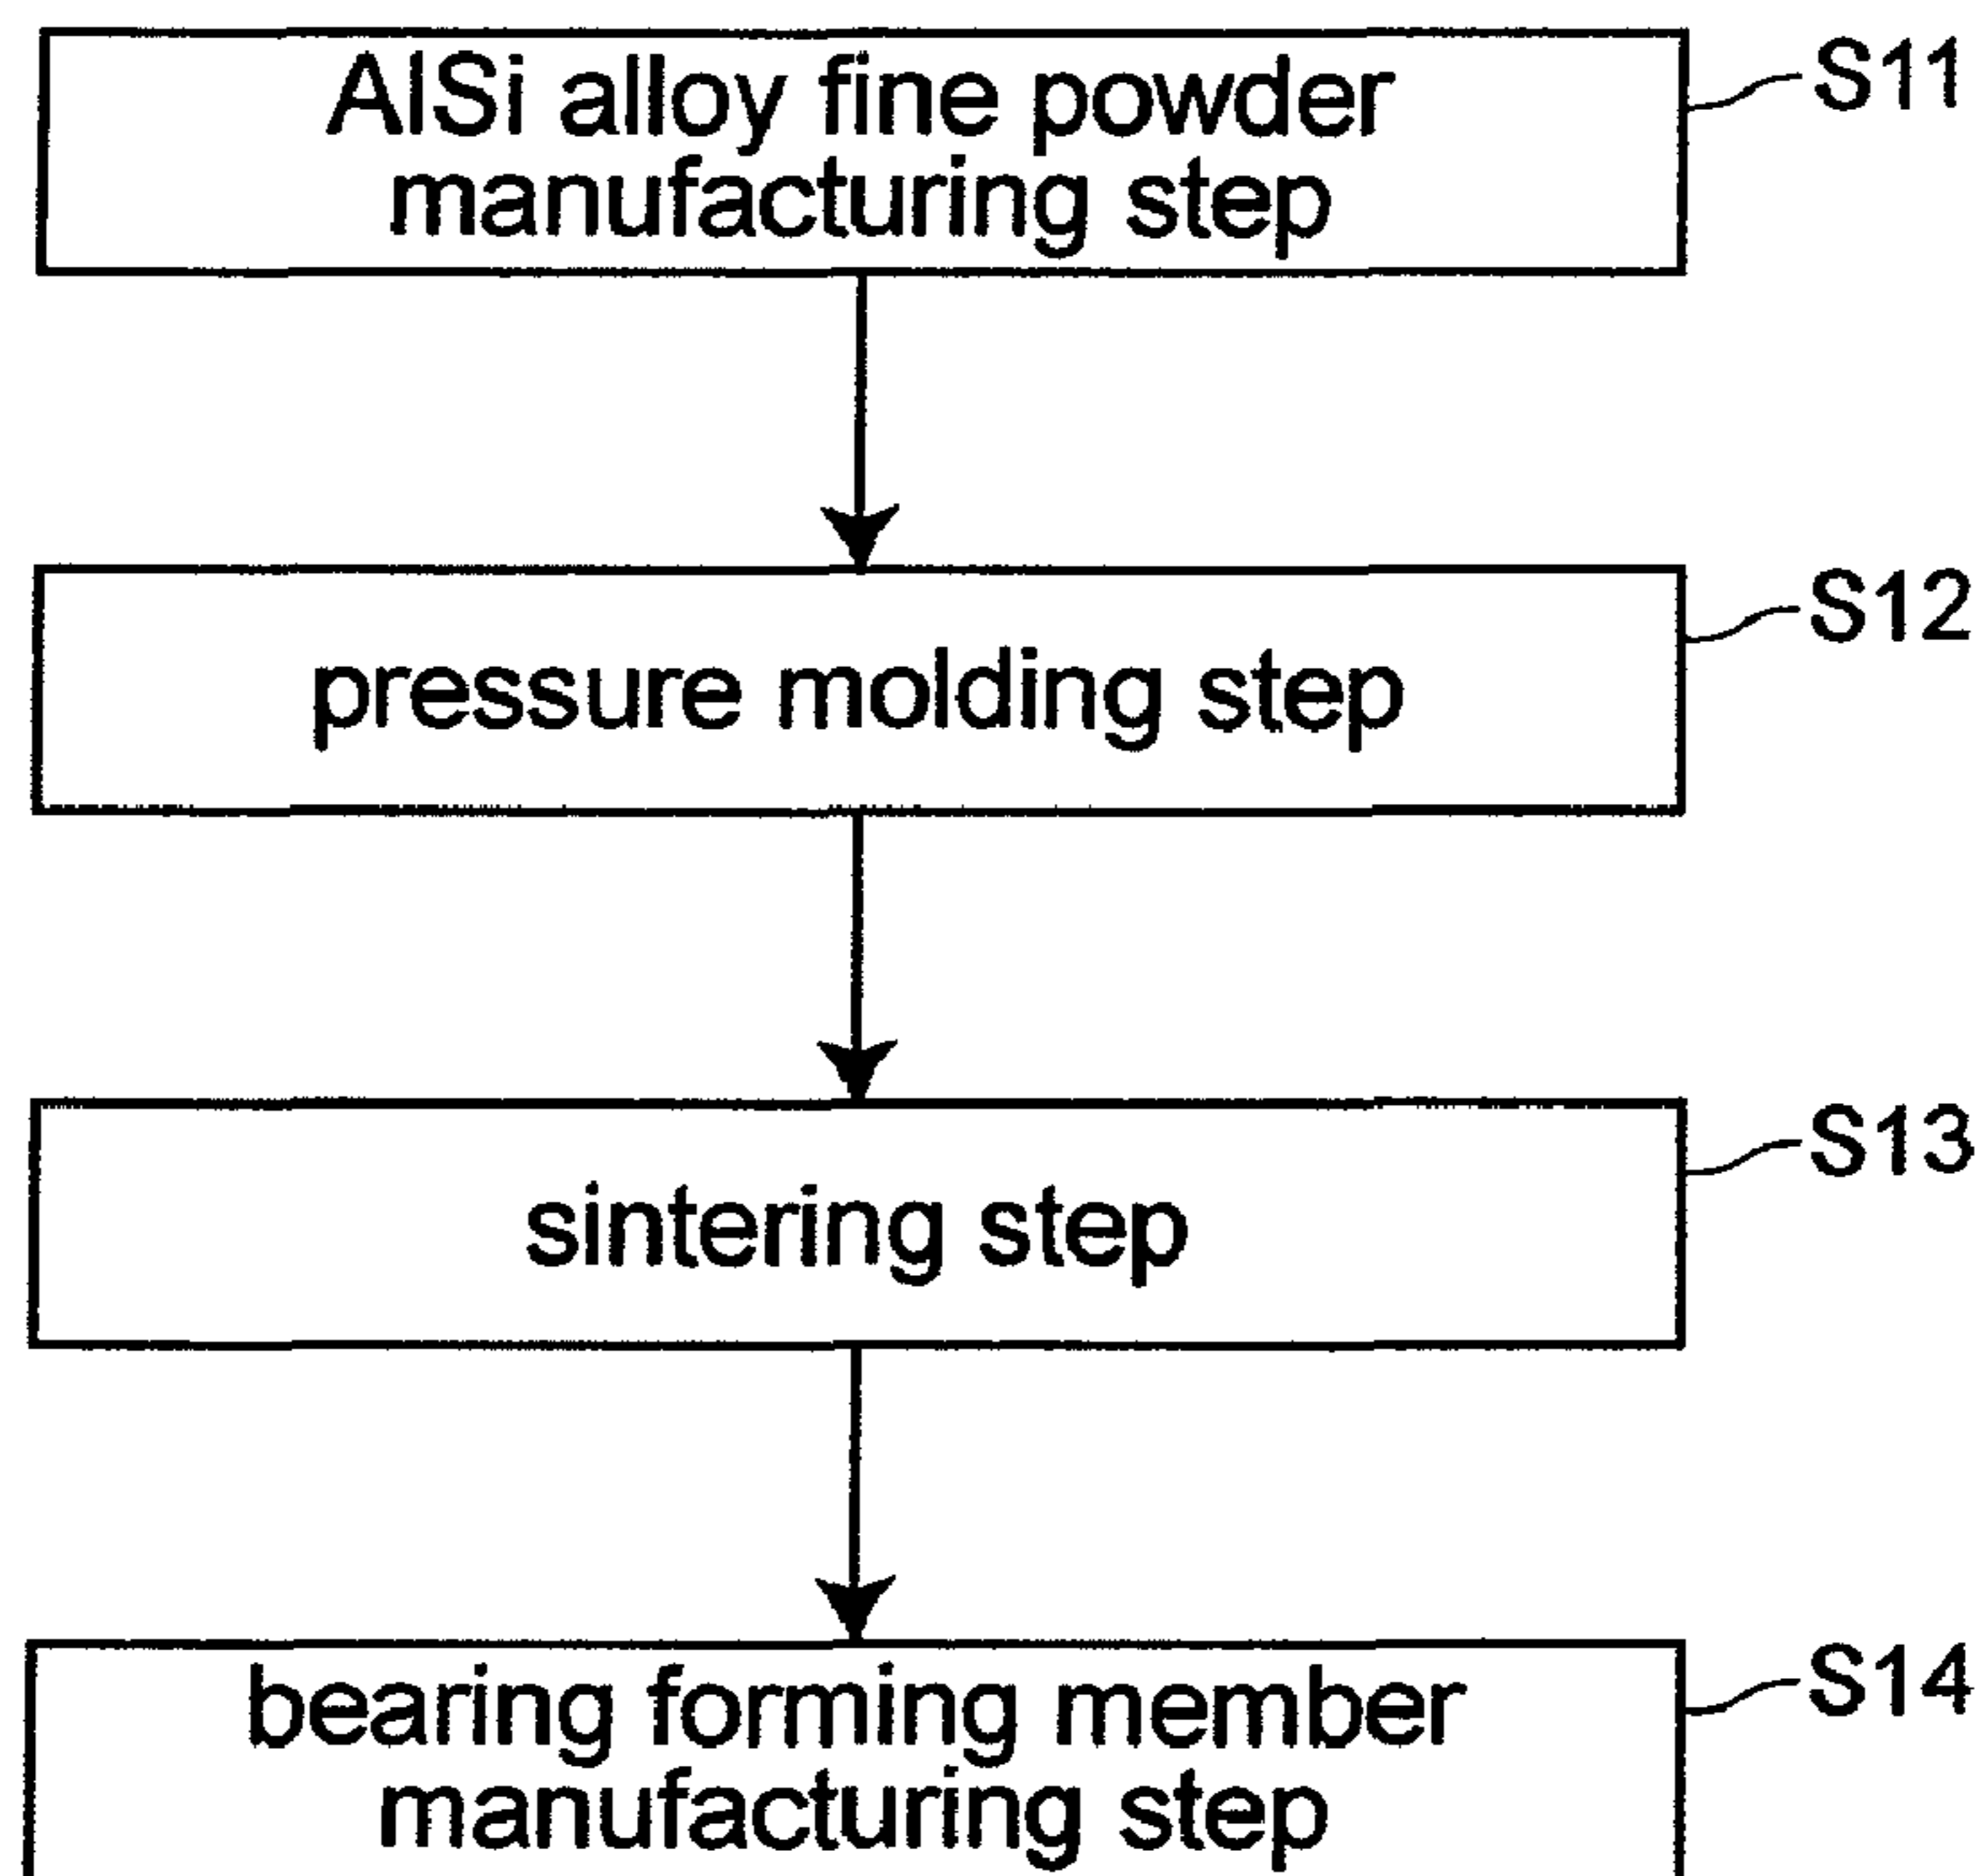 AlSi alloy fine powder
manufacturing step
S11
pressure molding step
S12
sintering step
S13
bearing forming member
manufacturing step
S14